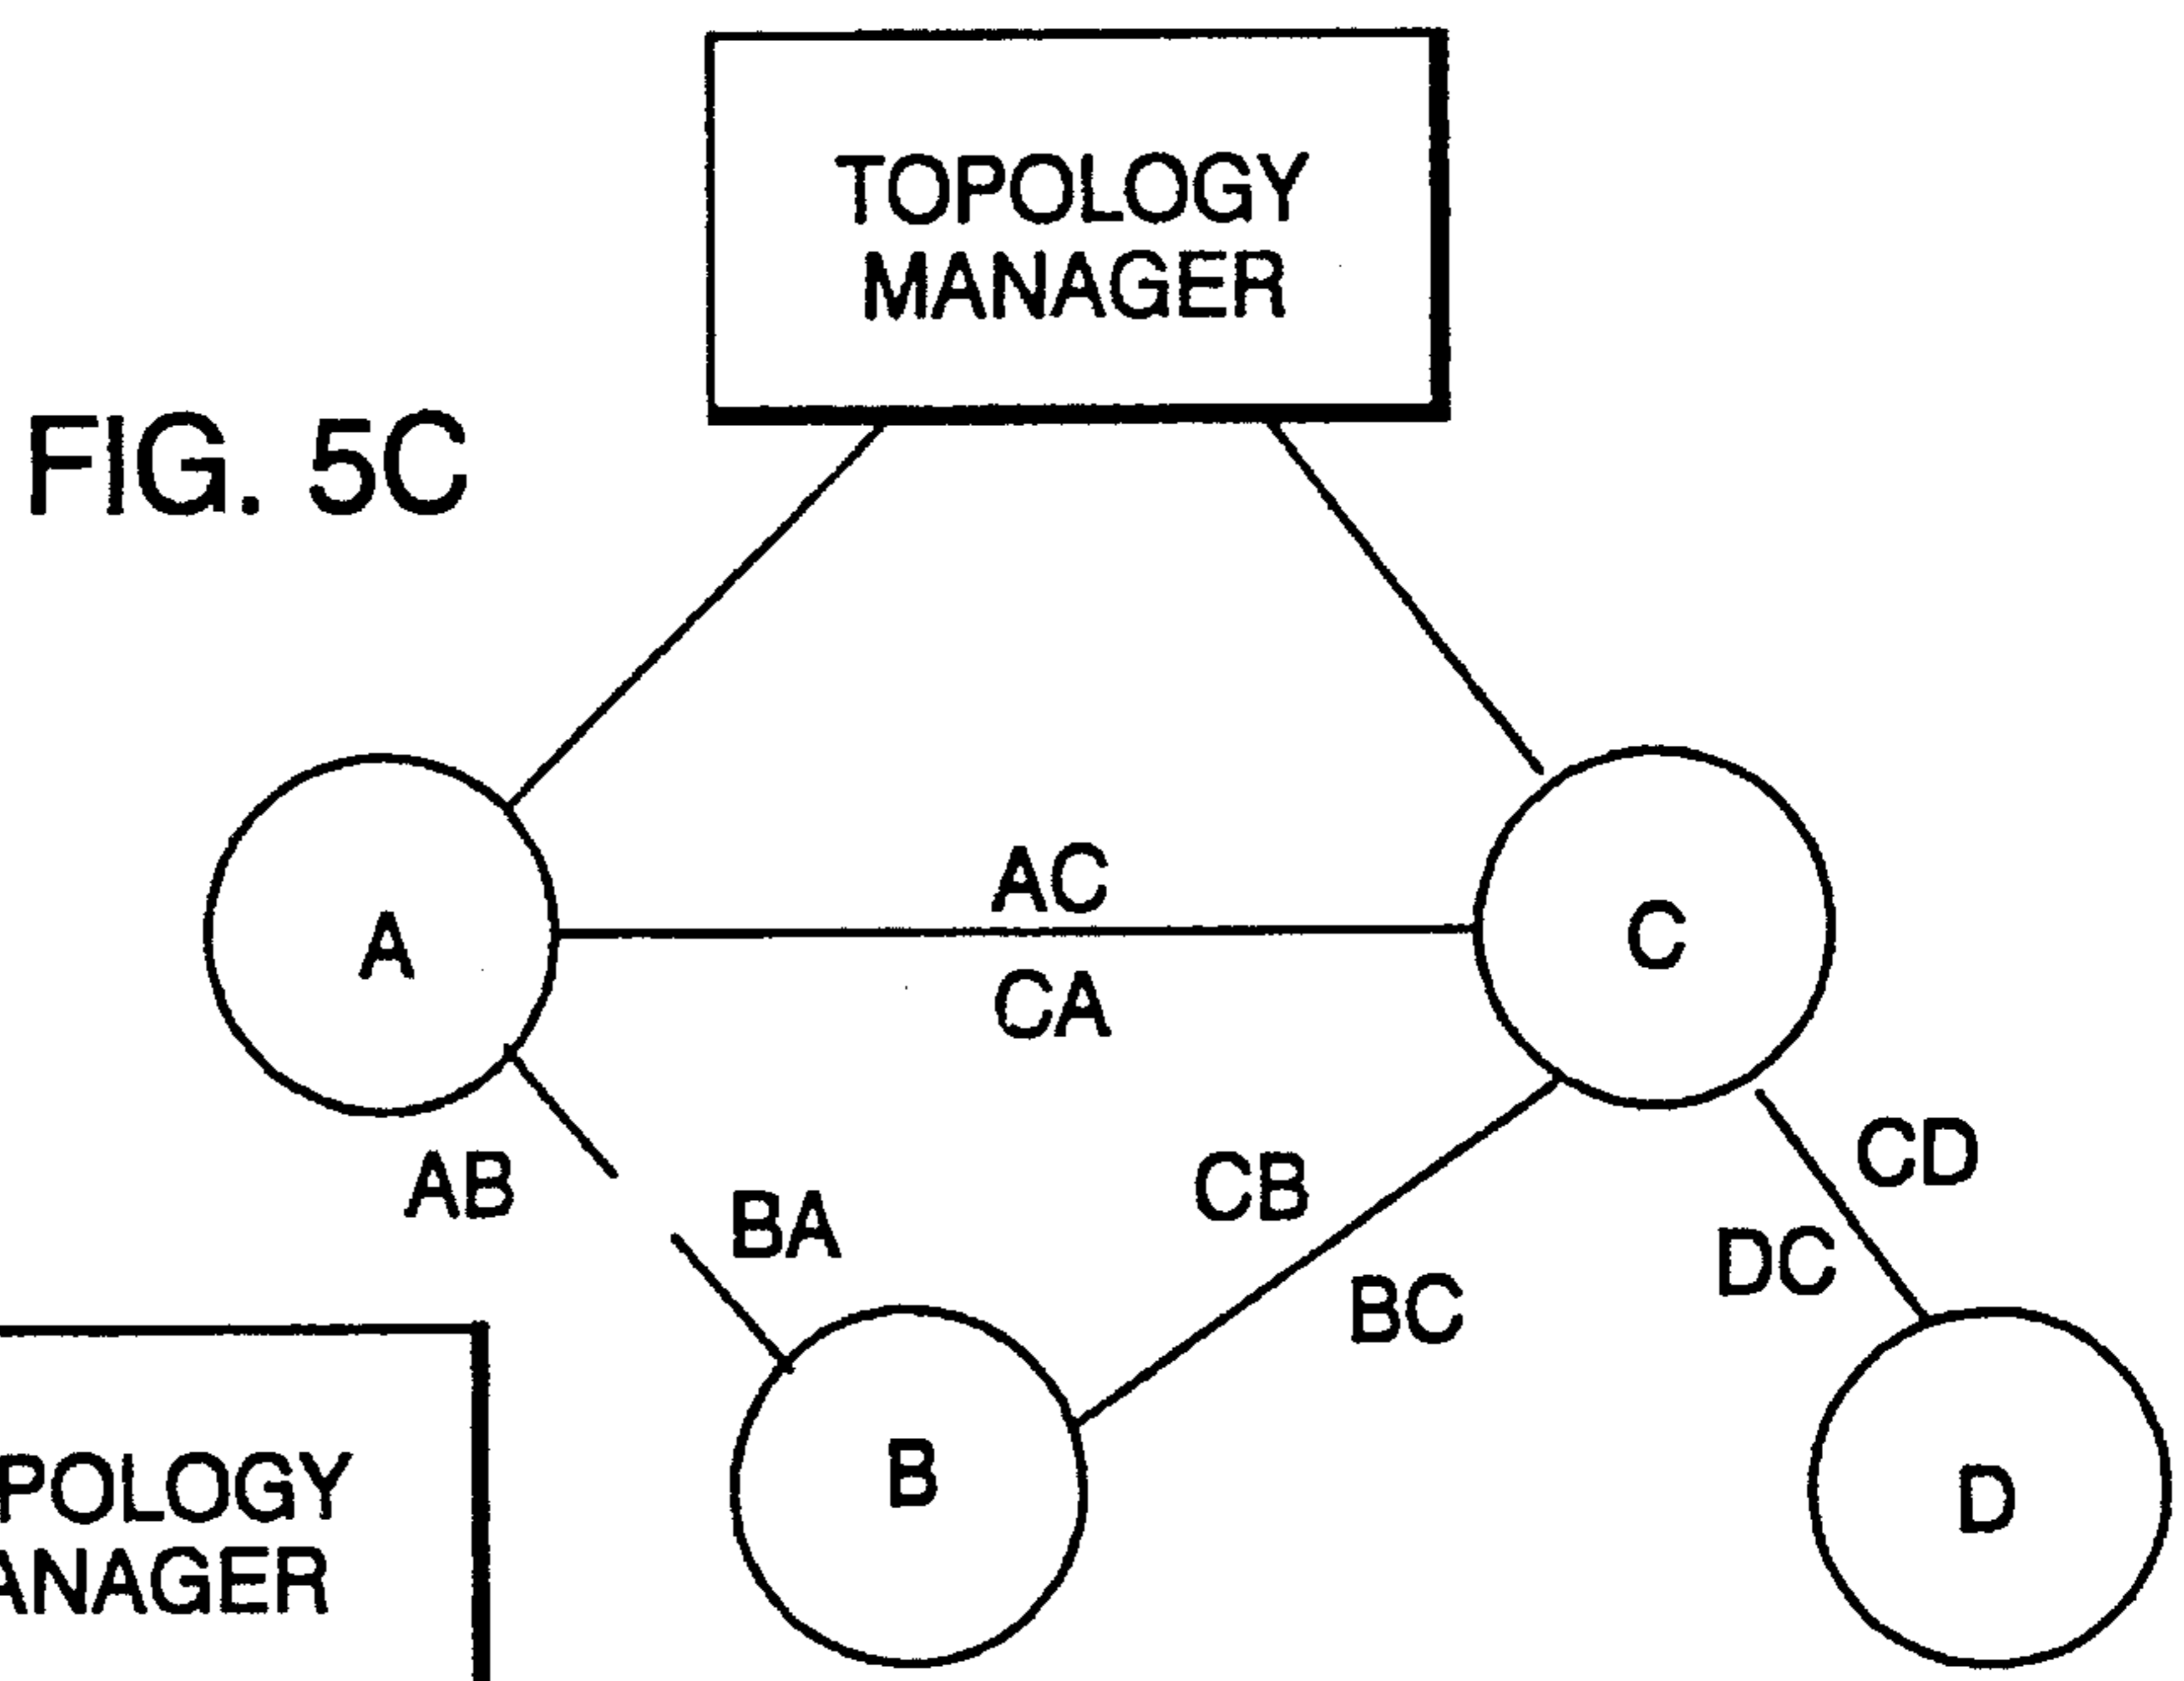 TOPOLOGY
MANAGER
FIG. 5C
A
AC
CA
C
AB
BA
CB
BC
CD
DC
B
D
POLOGY
ANAGER